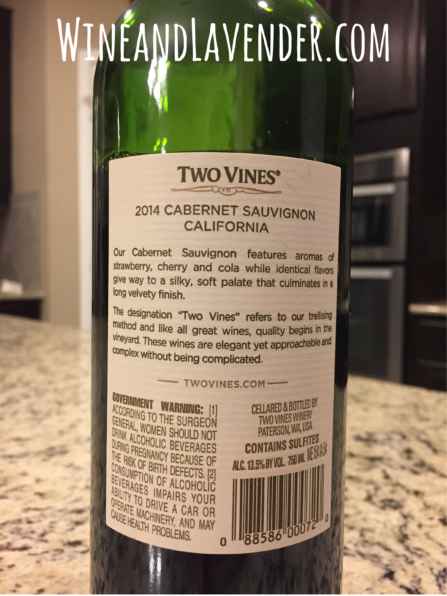 WineandLavender.com
TWO VINES®
2014 CABERNET SAUVIGNON
CALIFORNIA
Our Cabernet Sauvignon features aromas of
strawberry, cherry and cola while identical flavors
give way to a silky, soft palate that culminates in a
long velvety finish.
The designation "Two Vines" refers to our trellising
method and like all great wines, quality begins in the
vineyard. These wines are elegant yet approachable and
complex without being complicated.
TWOVINES.COM
GOVERNMENT WARNING: [1]
ACCORDING TO THE SURGEON
GENERAL, WOMEN SHOULD NOT
DRINK ALCOHOLIC BEVERAGES
DURING PREGNANCY BECAUSE OF
THE RISK OF BIRTH DEFECTS. [2]
CONSUMPTION OF ALCOHOLIC
BEVERAGES IMPAIRS YOUR
ABILITY TO DRIVE A CAR OR
OPERATE MACHINERY, AND MAY
CAUSE HEALTH PROBLEMS.
CELLARED & BOTTLED BY
TWO VINES WINERY
PATERSON, WA, USA
CONTAINS SULFITES
ALC. 13.5% BY VOL. 750 ML
0 88586 00072 0